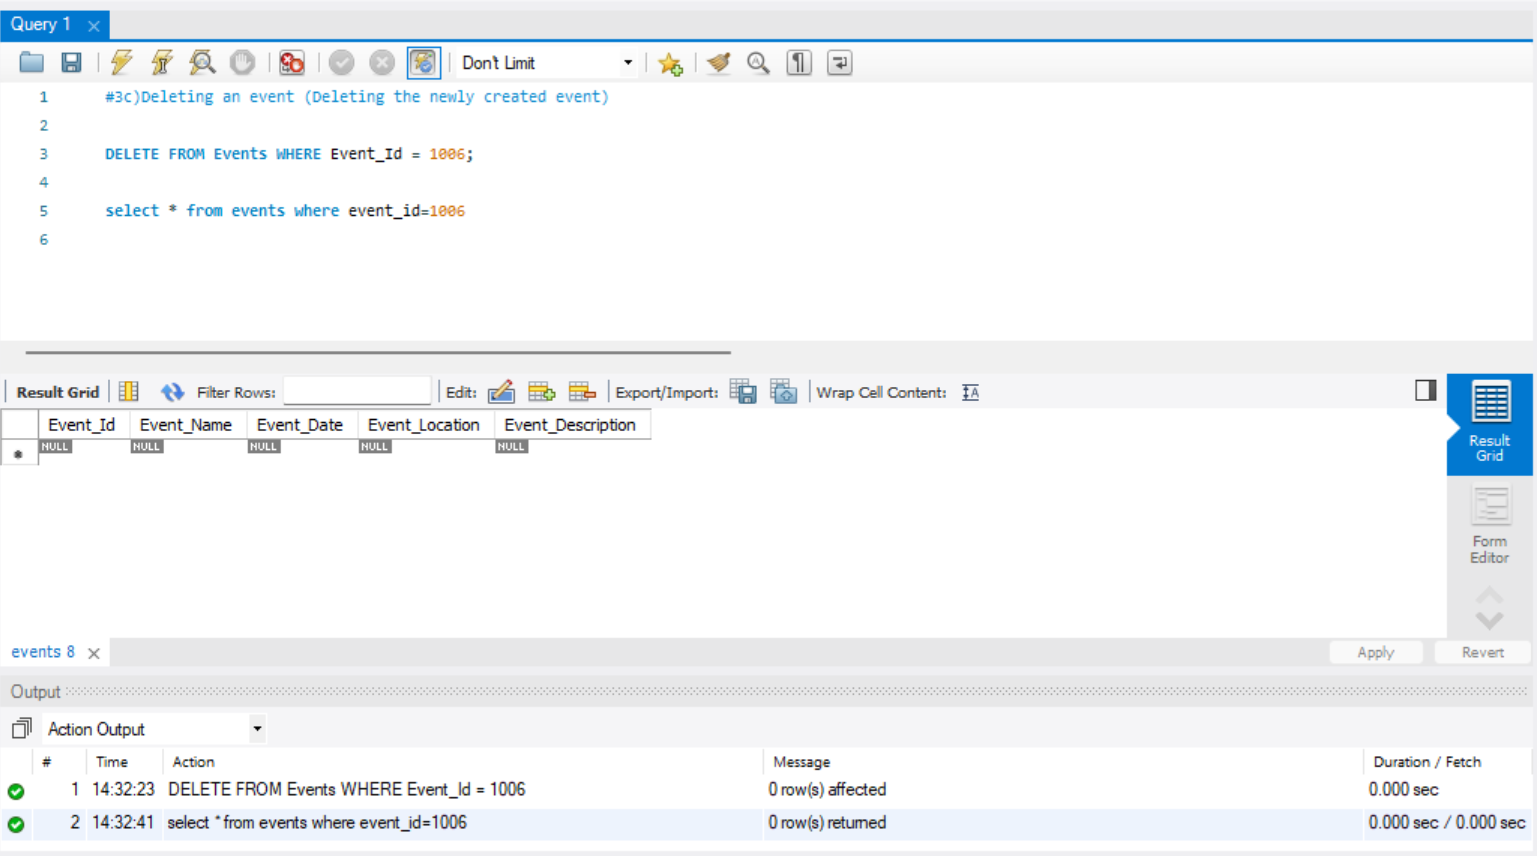 Query 1
Don't Limit
1 #3c)Deleting an event (Deleting the newly created event)
2
3 DELETE FROM Events WHERE Event_Id = 1006;
4
5 select * from events where event_id=1006
6
Result Grid Filter Rows: Edit: Export/Import: Wrap Cell Content:
Event_Id Event_Name Event_Date Event_Location Event_Description
NULL NULL NULL NULL NULL
Result
Grid
Form
Editor
events 8 Apply Revert
Output
Action Output
# Time Action Message Duration / Fetch
1 14:32:23 DELETE FROM Events WHERE Event_Id = 1006 0 row(s) affected 0.000 sec
2 14:32:41 select * from events where event_id=1006 0 row(s) returned 0.000 sec / 0.000 sec